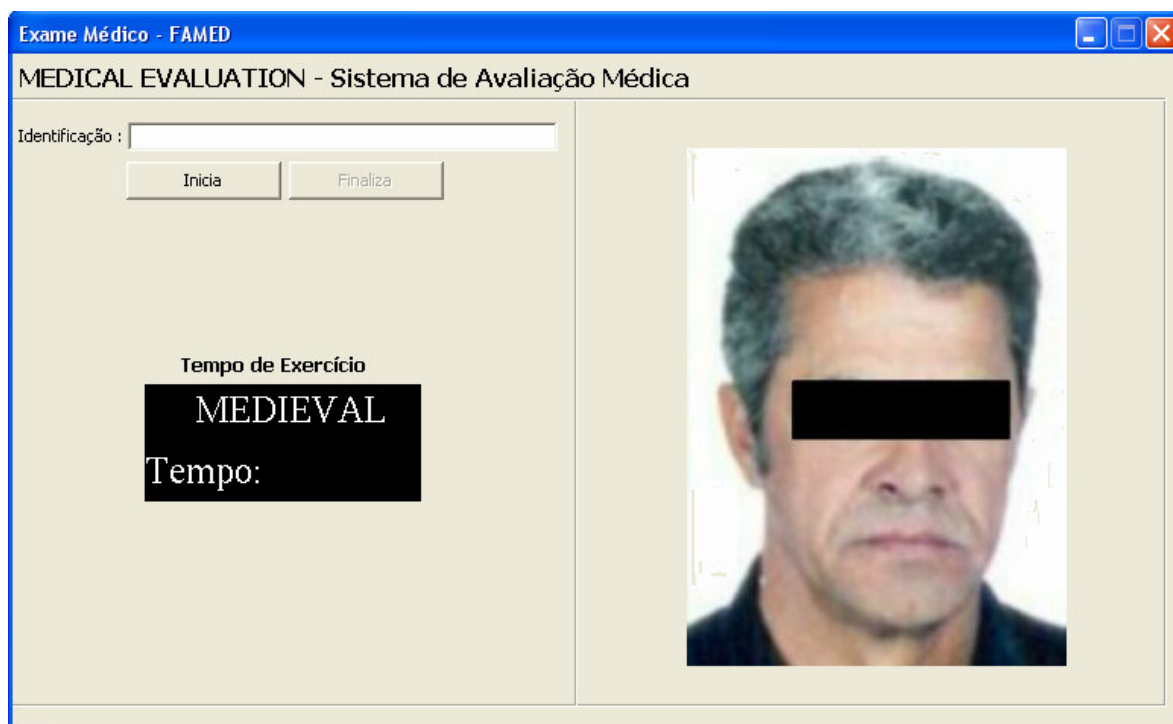 Exame Médico - FAMED
MEDICAL EVALUATION - Sistema de Avaliação Médica
Identificação :
Inicia
Finaliza
Tempo de Exercício
MEDIEVAL
Tempo: